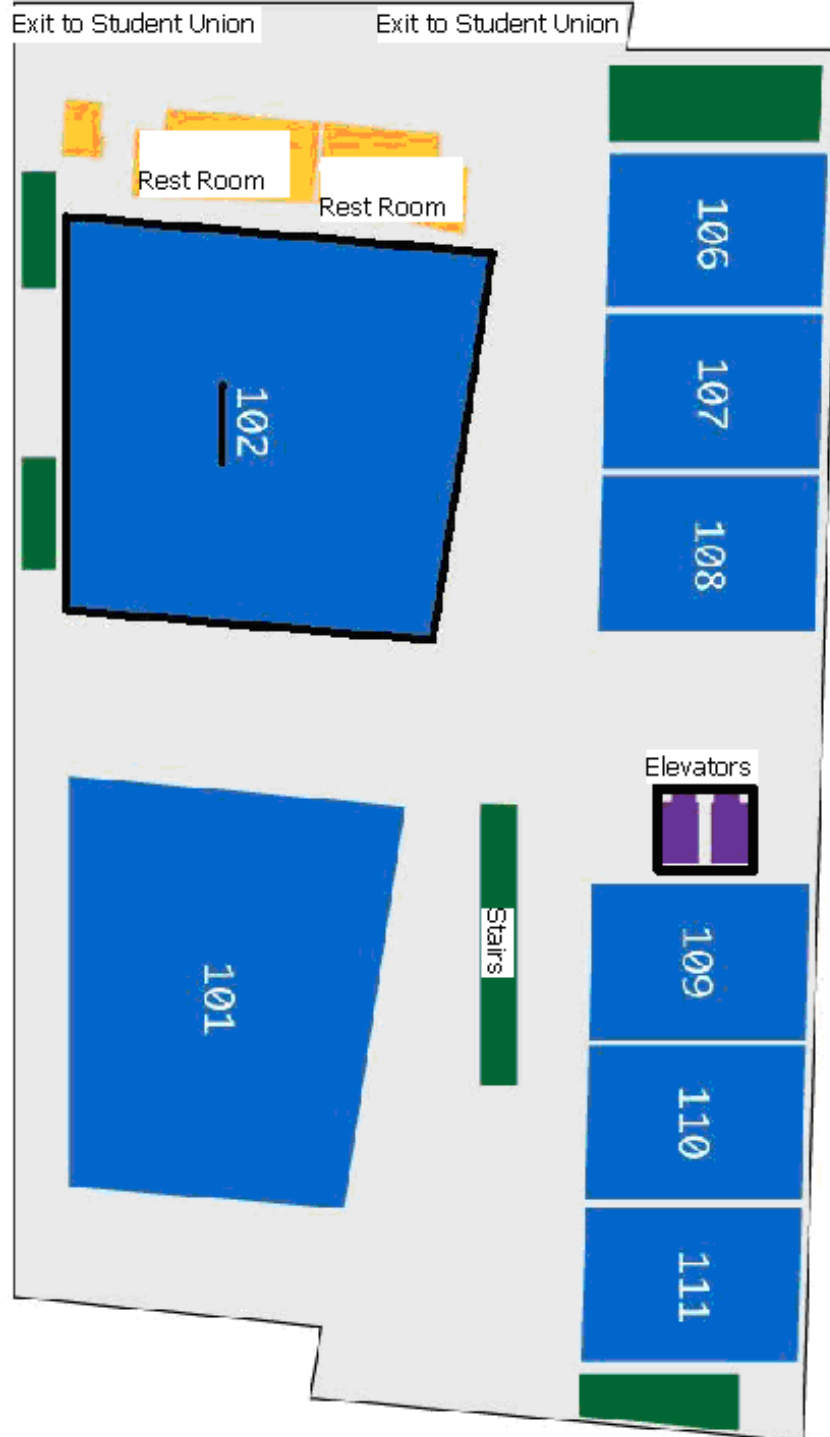 Exit to Student Union
Exit to Student Union
Rest Room
Rest Room
106
107
102
108
Elevators
Stairs
109
101
110
111